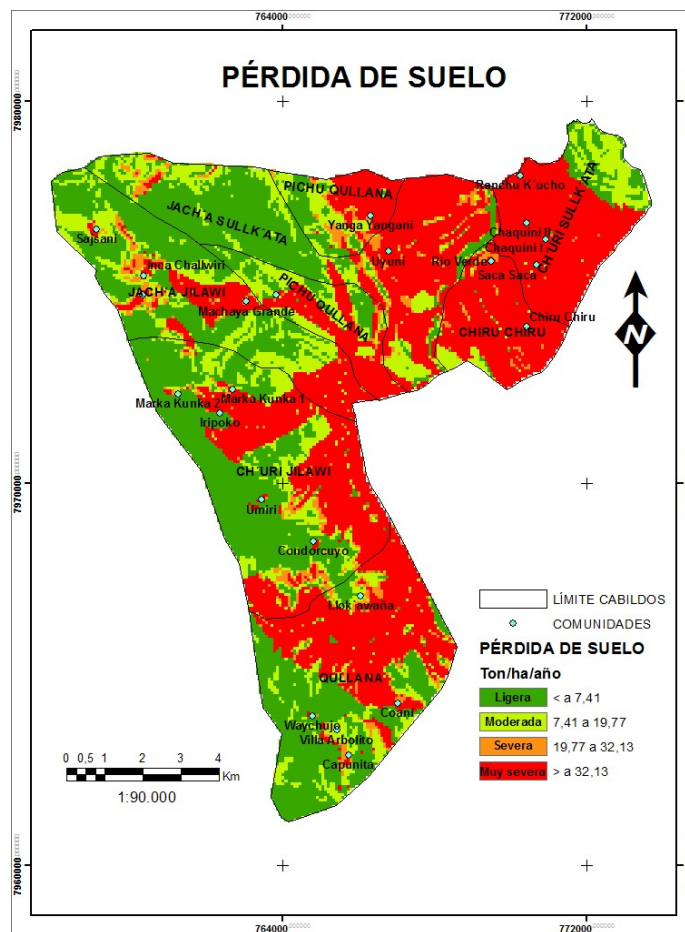 764000
772000
PÉRDIDA DE SUELO
7980000
7970000
7960000
PICHU QULLANA
Ranchu K´ucho
JACH'A SULLK´ATA
CH´URI SULLK´ATA
Yanga Yapgani
Chaquini II
Sajsani
Chaquini I
Uyuni
Rio Verde
Inca Challwiri
Saca Saca
JACH'A JILAWI
PICHU QULLANA
Machaya Grande
Chiru Chiru
CHIRU CHIRU
N
Marka Kunka 2
Marka Kunka 1
Iripoko
CH´URI JILAWI
Umiri
Condorcuyo
Llok´awaña
QULLANA
Coani
Waychujo
Villa Arbolito
Capunita
LÍMITE CABILDOS
COMUNIDADES
PÉRDIDA DE SUELO
Ton/ha/año
Ligera < a 7,41
Moderada 7,41 a 19,77
Severa 19,77 a 32,13
Muy severa > a 32,13
0 0,5 1 2 3 4
Km
1:90.000
764000
772000